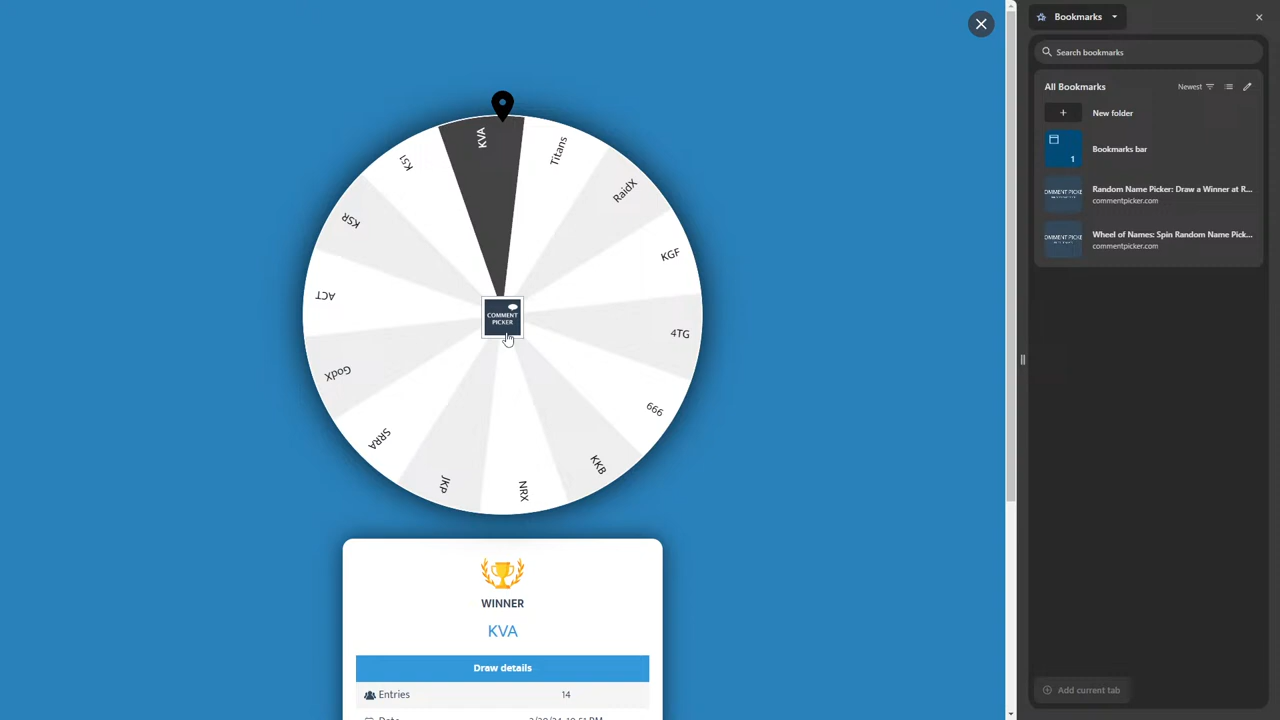 KVA
Titans
RaidX
KGF
4TG
999
KKB
NRX
JKP
SRRA
GodX
ACT
KSR
KS1
COMMENT
PICKER
WINNER
KVA
Draw details
Entries 14
Bookmarks
Search bookmarks
All Bookmarks
Newest
New folder
Bookmarks bar
1
Random Name Picker: Draw a Winner at R...
commentpicker.com
Wheel of Names: Spin Random Name Pick...
commentpicker.com
Add current tab